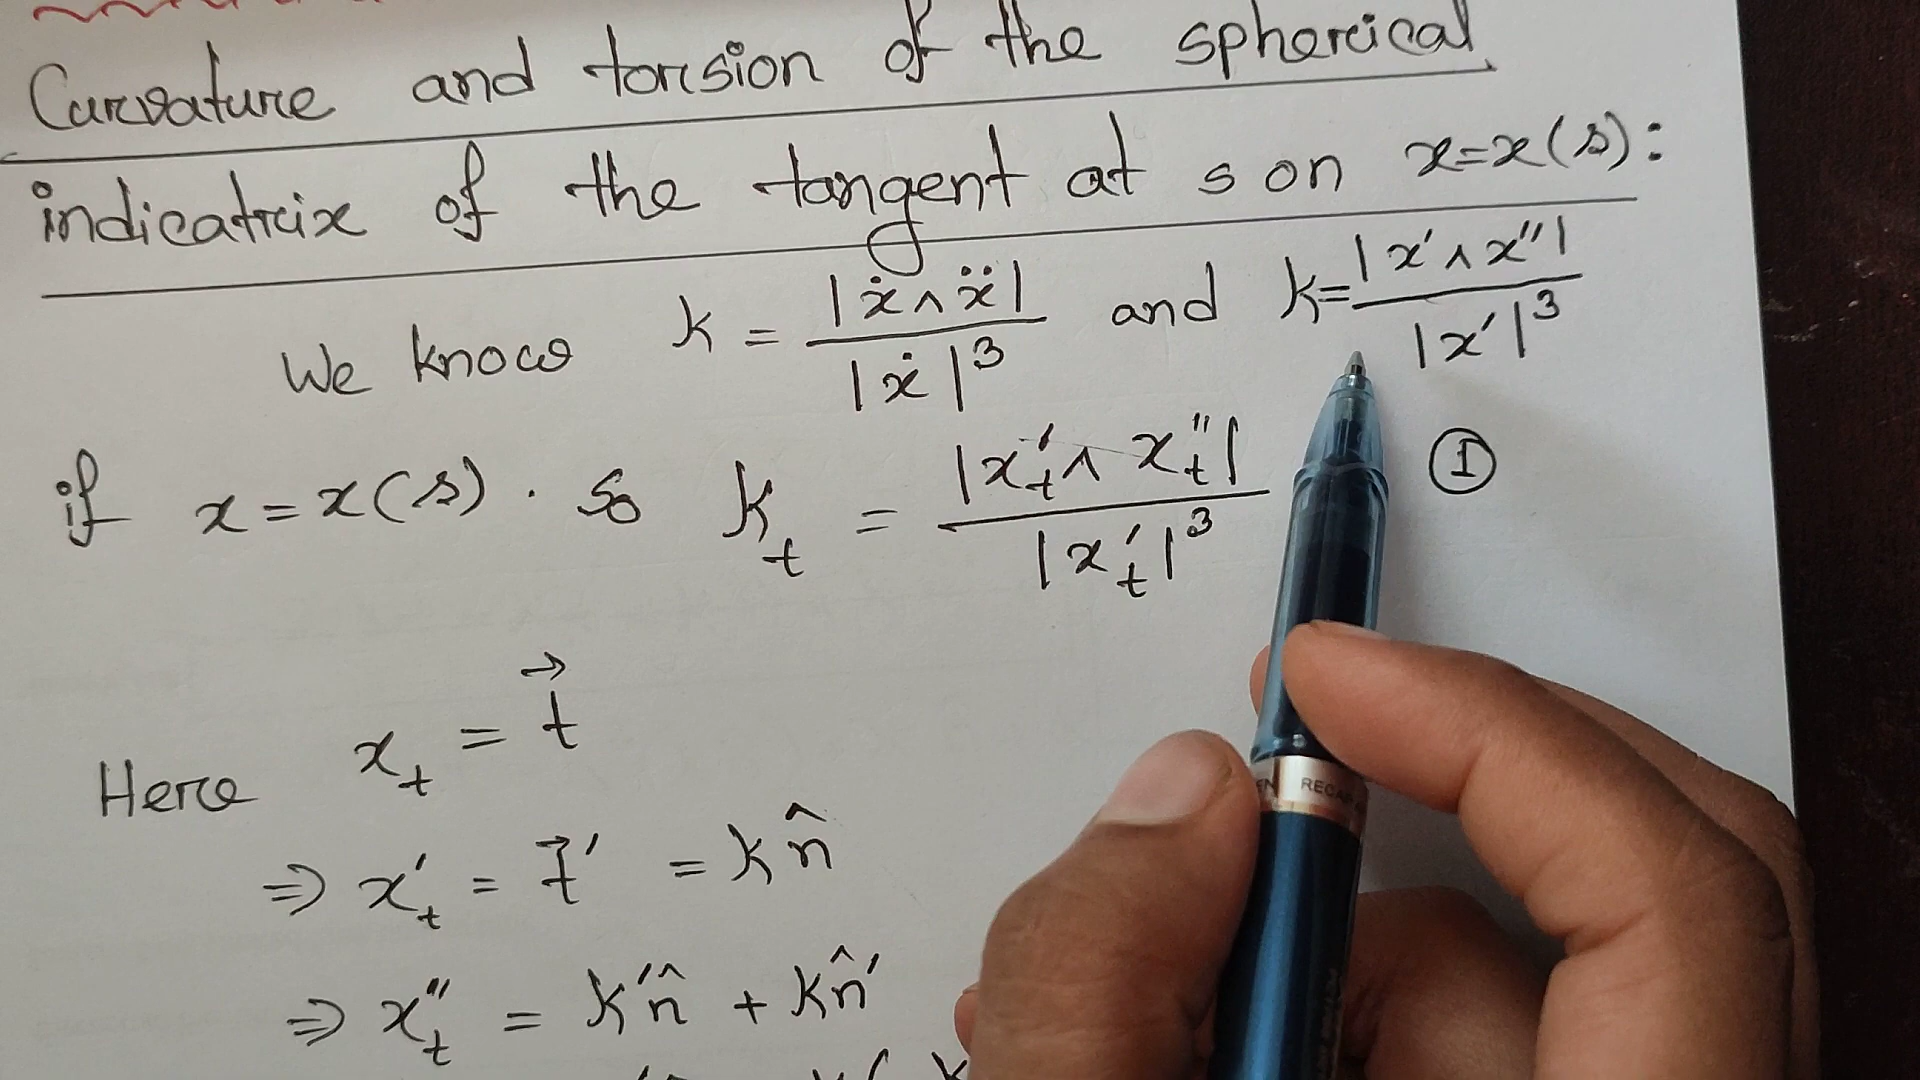 Curvature and torsion of the spherical
indicatrix of the tangent at s on x=x(s):
We know k = |ẋ∧ẍ| / |ẋ|³ and k = |x'∧x''| / |x'|³
if x=x(s). So k_t = |x'_t ∧ x''_t| / |x'_t|³ ①
Here x_t = t⃗
⇒ x'_t = t⃗' = k n̂
⇒ x''_t = k'n̂ + kn̂'